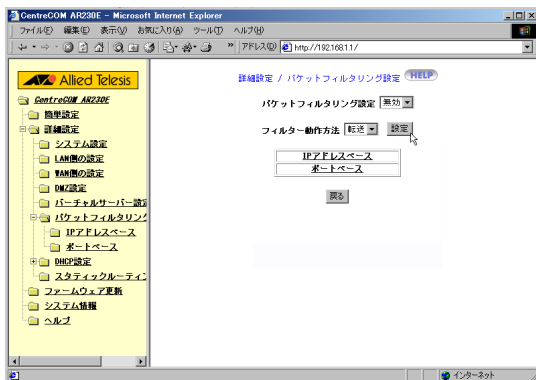 CentreCOM AR230E - Microsoft Internet Explorer
ファイル(F) 編集(E) 表示(V) お気に入り(A) ツール(T) ヘルプ(H)
» アドレス(D) http://192.168.1.1/
Allied Telesis
CentreCOM AR230E
簡単設定
詳細設定
システム設定
LAN側の設定
WAN側の設定
DMZ設定
バーチャルサーバー設定
パケットフィルタリング
IPアドレスベース
ポートベース
DHCP設定
スタティックルーティン
ファームウェア更新
システム情報
ヘルプ
詳細設定 / パケットフィルタリング設定 HELP
パケットフィルタリング設定 無効
フィルター動作方法 転送 設定
IPアドレスベース
ポートベース
戻る
インターネット